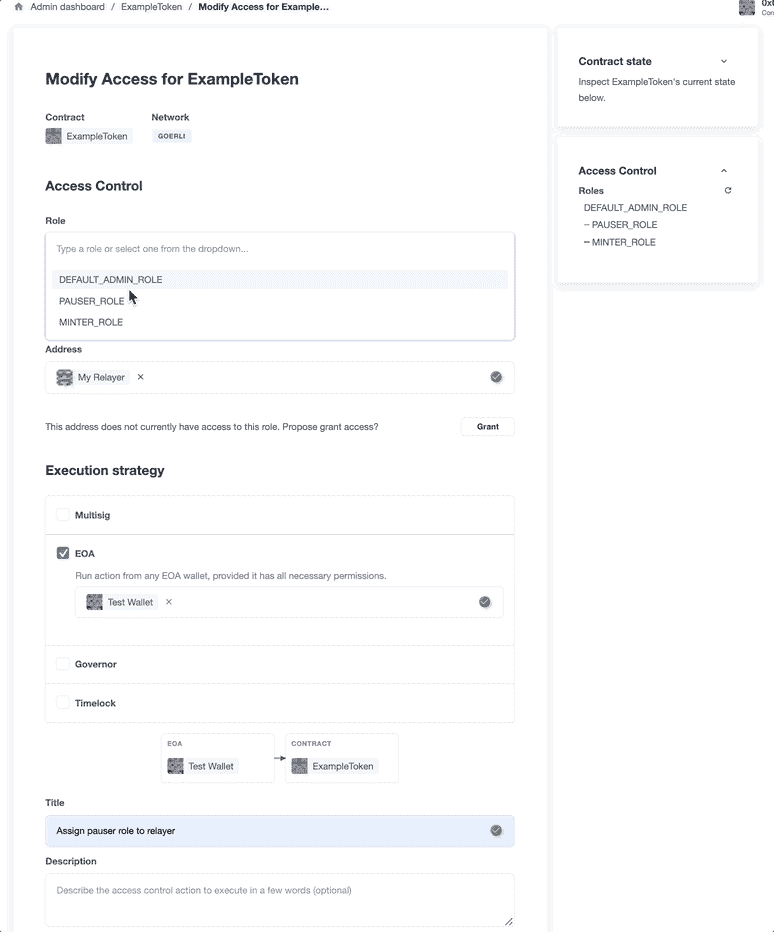 Admin dashboard / ExampleToken / Modify Access for Example...
Modify Access for ExampleToken
Contract Network
ExampleToken GOERLI
Access Control
Role
Type a role or select one from the dropdown...
DEFAULT_ADMIN_ROLE
PAUSER_ROLE
MINTER_ROLE
Address
My Relayer ×
This address does not currently have access to this role. Propose grant access? Grant
Execution strategy
Multisig
EOA
Run action from any EOA wallet, provided it has all necessary permissions.
Test Wallet ×
Governor
Timelock
EOA CONTRACT
Test Wallet ExampleToken
Title
Assign pauser role to relayer
Description
Describe the access control action to execute in a few words (optional)
Contract state
Inspect ExampleToken's current state
below.
Access Control
Roles
DEFAULT_ADMIN_ROLE
– PAUSER_ROLE
– MINTER_ROLE